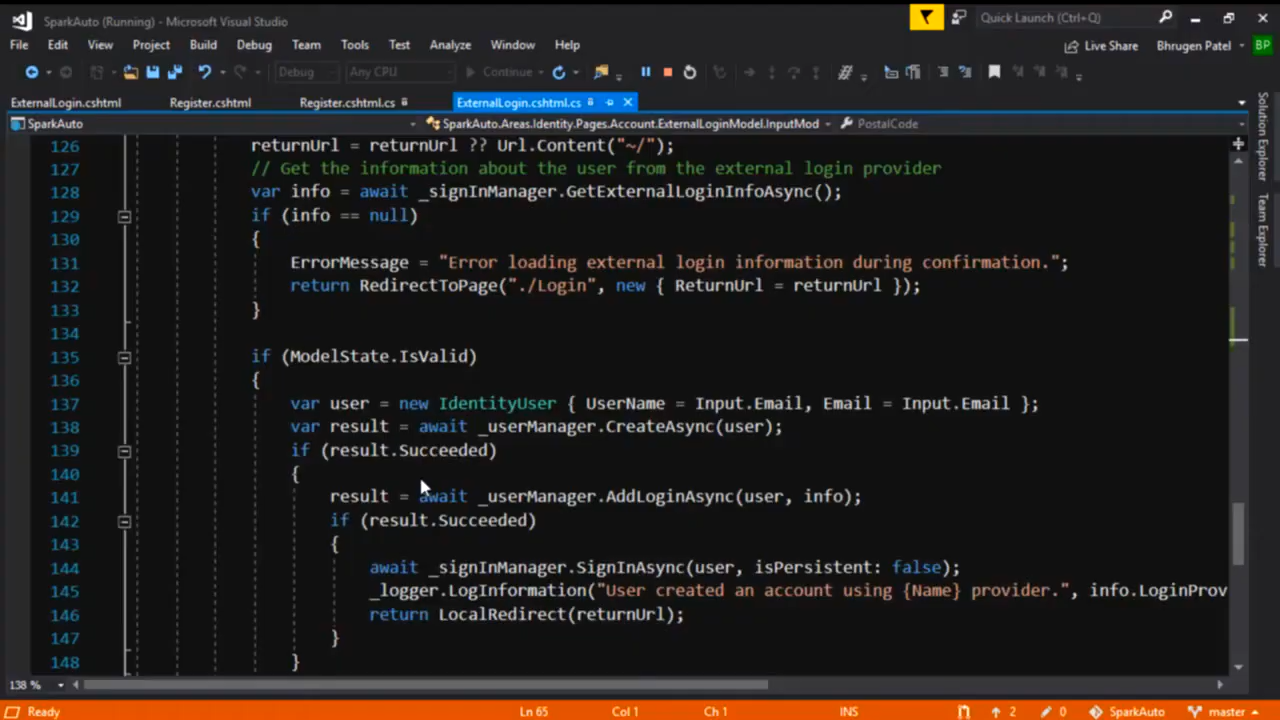 SparkAuto (Running) - Microsoft Visual Studio
Quick Launch (Ctrl+Q)
File Edit View Project Build Debug Team Tools Test Analyze Window Help
Live Share Bhrugen Patel BP
Debug Any CPU Continue
ExternalLogin.cshtml Register.cshtml Register.cshtml.cs ExternalLogin.cshtml.cs
SparkAuto SparkAuto.Areas.Identity.Pages.Account.ExternalLoginModel.InputMod PostalCode
126 returnUrl = returnUrl ?? Url.Content("~/");
127 // Get the information about the user from the external login provider
128 var info = await _signInManager.GetExternalLoginInfoAsync();
129 if (info == null)
130 {
131 ErrorMessage = "Error loading external login information during confirmation.";
132 return RedirectToPage("./Login", new { ReturnUrl = returnUrl });
133 }
134
135 if (ModelState.IsValid)
136 {
137 var user = new IdentityUser { UserName = Input.Email, Email = Input.Email };
138 var result = await _userManager.CreateAsync(user);
139 if (result.Succeeded)
140 {
141 result = await _userManager.AddLoginAsync(user, info);
142 if (result.Succeeded)
143 {
144 await _signInManager.SignInAsync(user, isPersistent: false);
145 _logger.LogInformation("User created an account using {Name} provider.", info.LoginProv
146 return LocalRedirect(returnUrl);
147 }
148 }
Solution Explorer
Team Explorer
138 %
Ready Ln 65 Col 1 Ch 1 INS 2 0 SparkAuto master